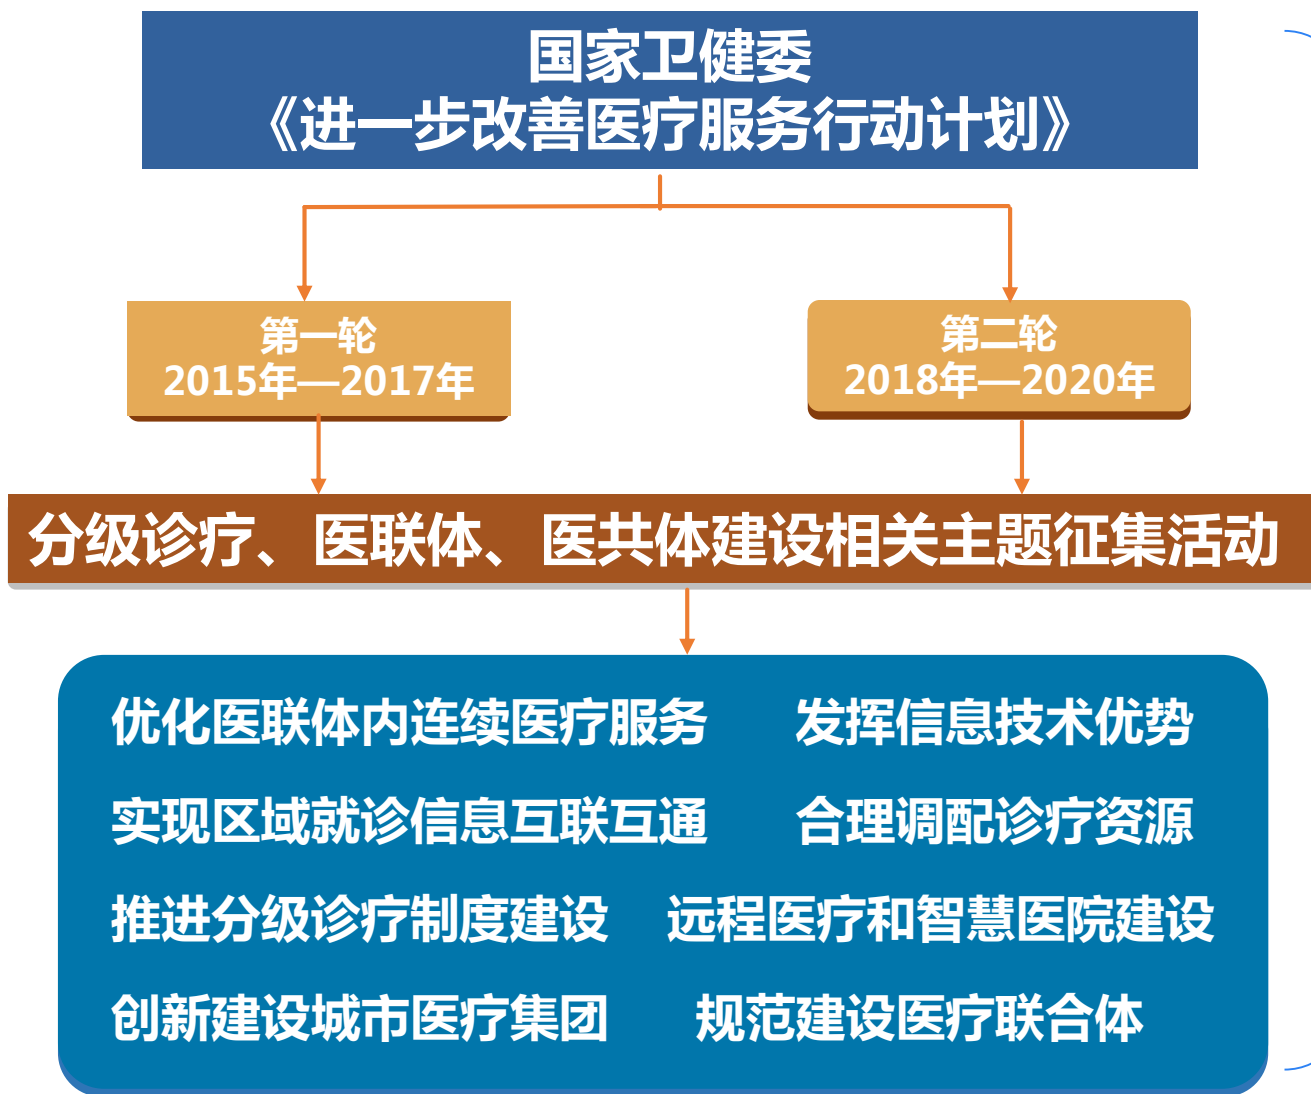 国家卫健委
《进一步改善医疗服务行动计划》
第一轮
2015年—2017年
第二轮
2018年—2020年
分级诊疗、医联体、医共体建设相关主题征集活动
优化医联体内连续医疗服务
发挥信息技术优势
实现区域就诊信息互联互通
合理调配诊疗资源
推进分级诊疗制度建设
远程医疗和智慧医院建设
创新建设城市医疗集团
规范建设医疗联合体